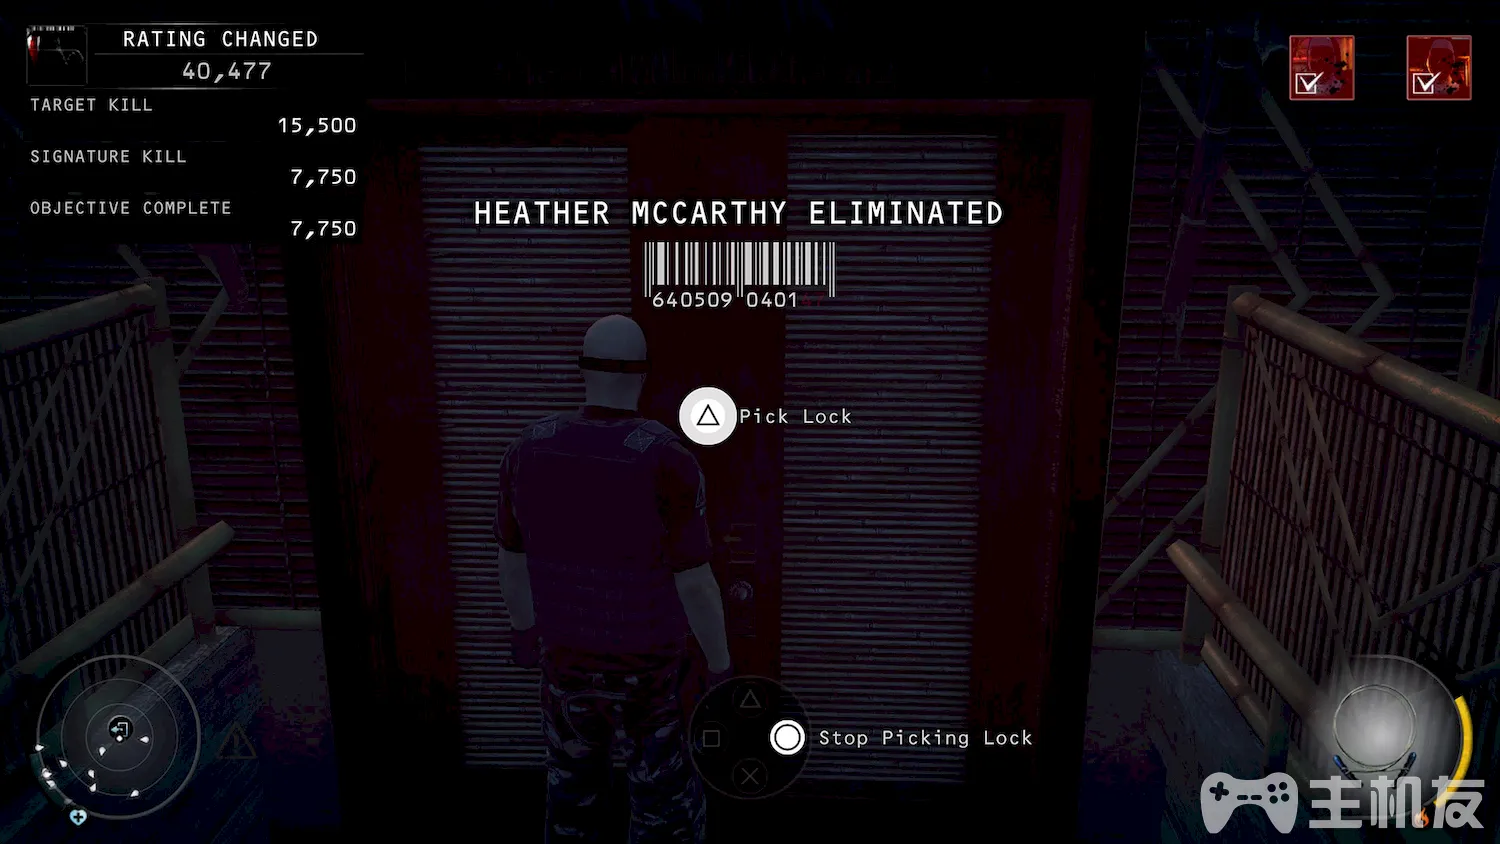 RATING CHANGED
40,477
TARGET KILL
15,500
SIGNATURE KILL
7,750
OBJECTIVE COMPLETE
7,750
HEATHER MCCARTHY ELIMINATED
640509 040147
Pick Lock
Stop Picking Lock
主机友